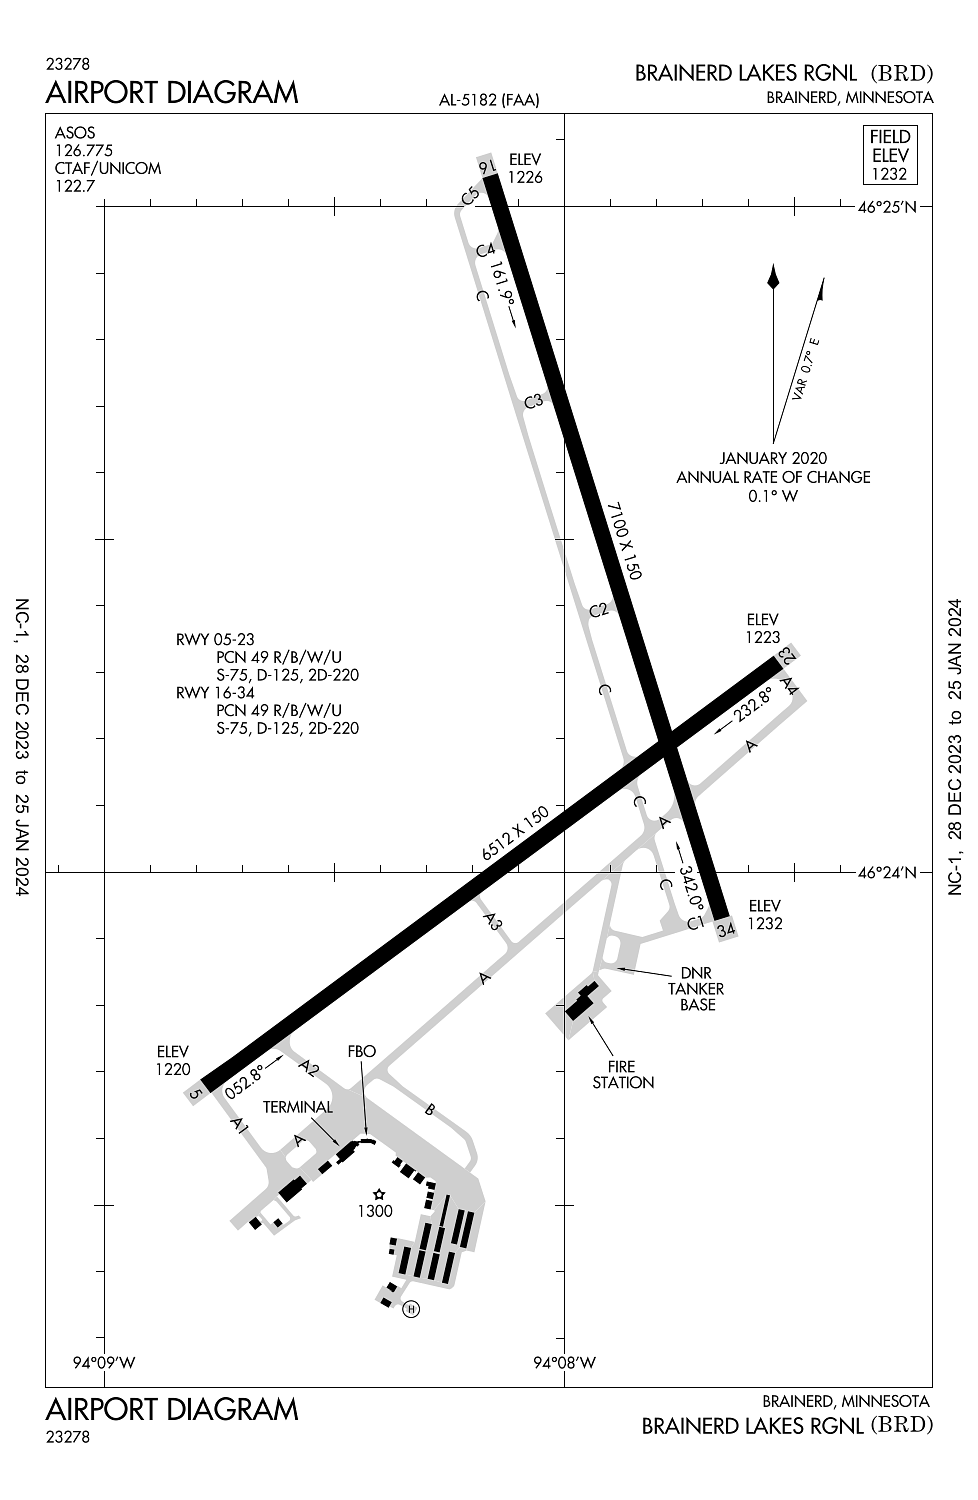 23278
AIRPORT DIAGRAM
AL-5182 (FAA)
BRAINERD LAKES RGNL (BRD)
BRAINERD, MINNESOTA
ASOS
126.775
CTAF/UNICOM
122.7
FIELD
ELEV
1232
16
ELEV
1226
C5
46°25'N
C4
161.9°
C
C3
VAR 0.7° E
JANUARY 2020
ANNUAL RATE OF CHANGE
0.1° W
7100 X 150
C2
ELEV
1223
23
RWY 05-23
PCN 49 R/B/W/U
S-75, D-125, 2D-220
RWY 16-34
PCN 49 R/B/W/U
S-75, D-125, 2D-220
C
A4
232.8°
A
C
A
6512 X 150
46°24'N
C
342.0°
C1
34
ELEV
1232
A3
A
DNR
TANKER
BASE
FIRE
STATION
ELEV
1220
5
052.8°
A2
FBO
TERMINAL
A1
A
B
1300
H
94°09'W
94°08'W
NC-1, 28 DEC 2023 to 25 JAN 2024
NC-1, 28 DEC 2023 to 25 JAN 2024
AIRPORT DIAGRAM
23278
BRAINERD, MINNESOTA
BRAINERD LAKES RGNL (BRD)